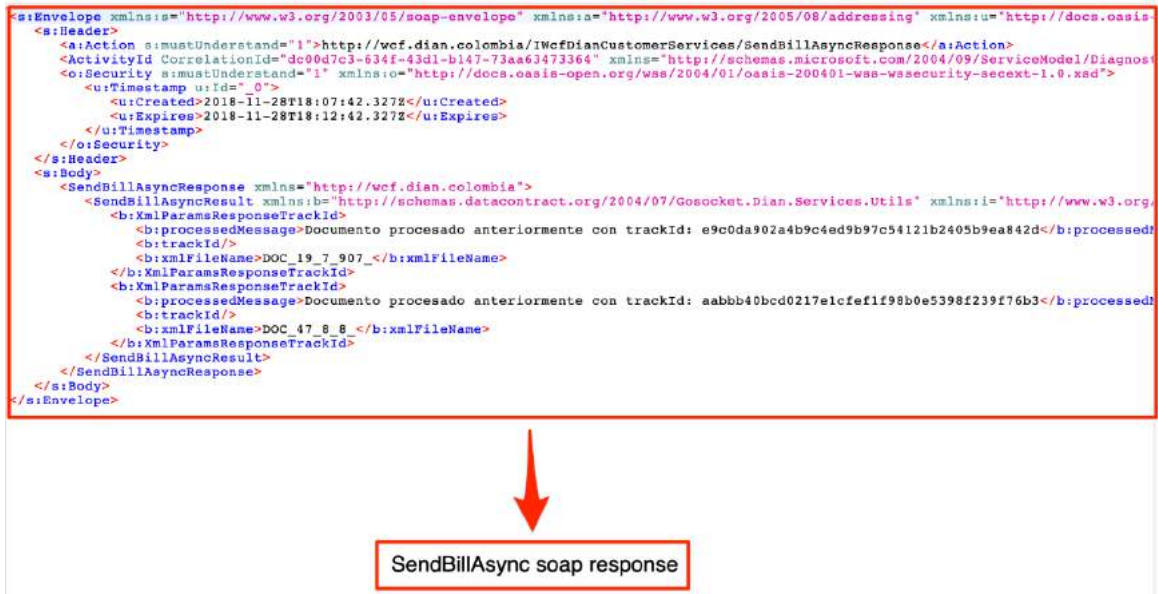 <s:Envelope xmlns:s="http://www.w3.org/2003/05/soap-envelope" xmlns:a="http://www.w3.org/2005/08/addressing" xmlns:u="http://docs.oasis-
<s:Header>
<a:Action s:mustUnderstand="1">http://wcf.dian.colombia/IWcfDianCustomerServices/SendBillAsyncResponse</a:Action>
<ActivityId CorrelationId="dc00d7c3-634f-43d1-b147-73aa63473364" xmlns="http://schemas.microsoft.com/2004/09/ServiceModel/Diagnost
<o:Security s:mustUnderstand="1" xmlns:o="http://docs.oasis-open.org/wss/2004/01/oasis-200401-wss-wssecurity-secext-1.0.xsd">
<u:Timestamp u:Id="_0">
<u:Created>2018-11-28T18:07:42.327Z</u:Created>
<u:Expires>2018-11-28T18:12:42.327Z</u:Expires>
</u:Timestamp>
</o:Security>
</s:Header>
<s:Body>
<SendBillAsyncResponse xmlns="http://wcf.dian.colombia">
<SendBillAsyncResult xmlns:b="http://schemas.datacontract.org/2004/07/Gosocket.Dian.Services.Utils" xmlns:i="http://www.w3.org/
<b:XmlParamsResponseTrackId>
<b:processedMessage>Documento procesado anteriormente con trackId: e9c0da902a4b9c4ed9b97c54121b2405b9ea842d</b:processedM
<b:trackId/>
<b:xmlFileName>DOC_19_7_907_</b:xmlFileName>
</b:XmlParamsResponseTrackId>
<b:XmlParamsResponseTrackId>
<b:processedMessage>Documento procesado anteriormente con trackId: aabbb40bcd0217e1cfef1f98b0e5398f239f76b3</b:processedM
<b:trackId/>
<b:xmlFileName>DOC_47_8_8_</b:xmlFileName>
</b:XmlParamsResponseTrackId>
</SendBillAsyncResult>
</SendBillAsyncResponse>
</s:Body>
</s:Envelope>
SendBillAsync soap response